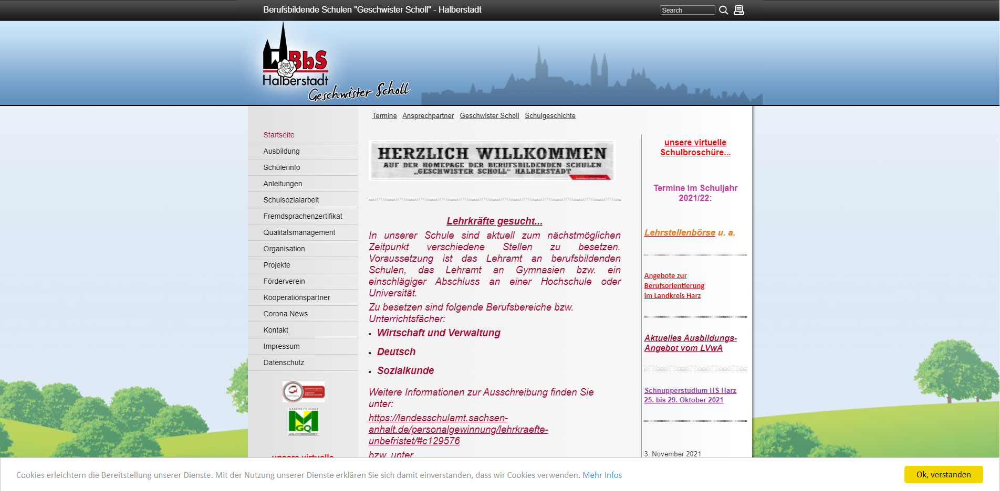 Berufsbildende Schulen "Geschwister Scholl" - Halberstadt
Search
BbS
Halberstadt
Geschwister Scholl
Termine Ansprechpartner Geschwister Scholl Schulgeschichte
Startseite
Ausbildung
Schülerinfo
Anleitungen
Schulsozialarbeit
Fremdsprachenzertifikat
Qualitätsmanagement
Organisation
Projekte
Förderverein
Kooperationspartner
Corona News
Kontakt
Impressum
Datenschutz
GANZHEITLICHES
MGQ
QUALITÄTSMANAGEMENT
unsere virtuelle
HERZLICH WILLKOMMEN
AUF DER HOMEPAGE DER BERUFSBILDENDEN SCHULEN
„GESCHWISTER SCHOLL“ HALBERSTADT
Lehrkräfte gesucht...
In unserer Schule sind aktuell zum nächstmöglichen
Zeitpunkt verschiedene Stellen zu besetzen.
Voraussetzung ist das Lehramt an berufsbildenden
Schulen, das Lehramt an Gymnasien bzw. ein
einschlägiger Abschluss an einer Hochschule oder
Universität.
Zu besetzen sind folgende Berufsbereiche bzw.
Unterrichtsfächer:
Wirtschaft und Verwaltung
Deutsch
Sozialkunde
Weitere Informationen zur Ausschreibung finden Sie
unter:
https://landesschulamt.sachsen-
anhalt.de/personalgewinnung/lehrkraefte-
unbefristet/#c129576
bzw. unter
unsere virtuelle
Schulbroschüre...
Termine im Schuljahr
2021/22:
Lehrstellenbörse u. a.
Angebote zur
Berufsorientierung
im Landkreis Harz
Aktuelles Ausbildungs-
Angebot vom LVwA
Schnupperstudium HS Harz
25. bis 29. Oktober 2021
3. November 2021
Cookies erleichtern die Bereitstellung unserer Dienste. Mit der Nutzung unserer Dienste erklären Sie sich damit einverstanden, dass wir Cookies verwenden. Mehr Infos
Ok, verstanden